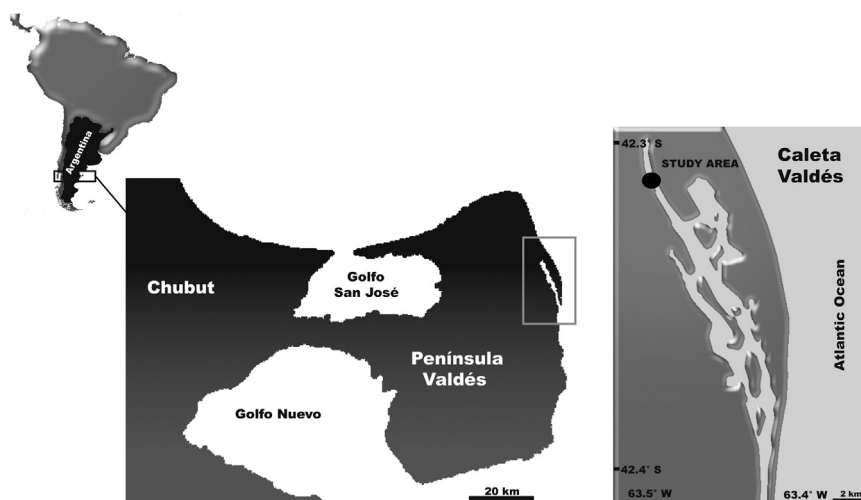 Argentina
Chubut
Golfo
San José
Península
Valdés
Golfo Nuevo
20 km
42.3° S
STUDY AREA
Caleta
Valdés
Atlantic Ocean
42.4° S
63.5° W
63.4° W
2 km